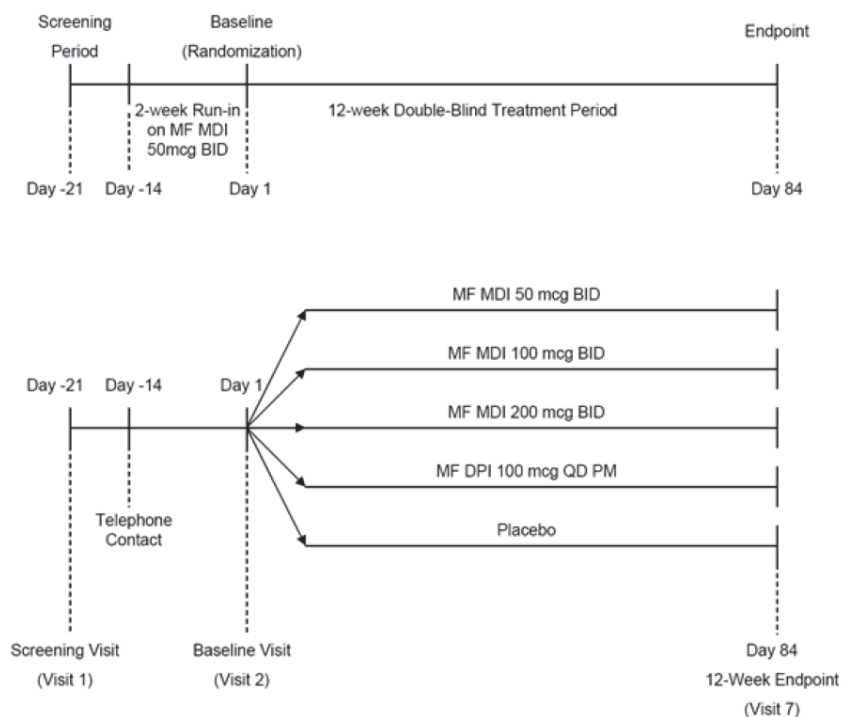 Screening
Period
Baseline
(Randomization)
Endpoint
2-week Run-in
on MF MDI
50mcg BID
12-week Double-Blind Treatment Period
Day -21
Day -14
Day 1
Day 84
MF MDI 50 mcg BID
MF MDI 100 mcg BID
Day -21
Day -14
Day 1
MF MDI 200 mcg BID
MF DPI 100 mcg QD PM
Telephone
Contact
Placebo
Screening Visit
(Visit 1)
Baseline Visit
(Visit 2)
Day 84
12-Week Endpoint
(Visit 7)